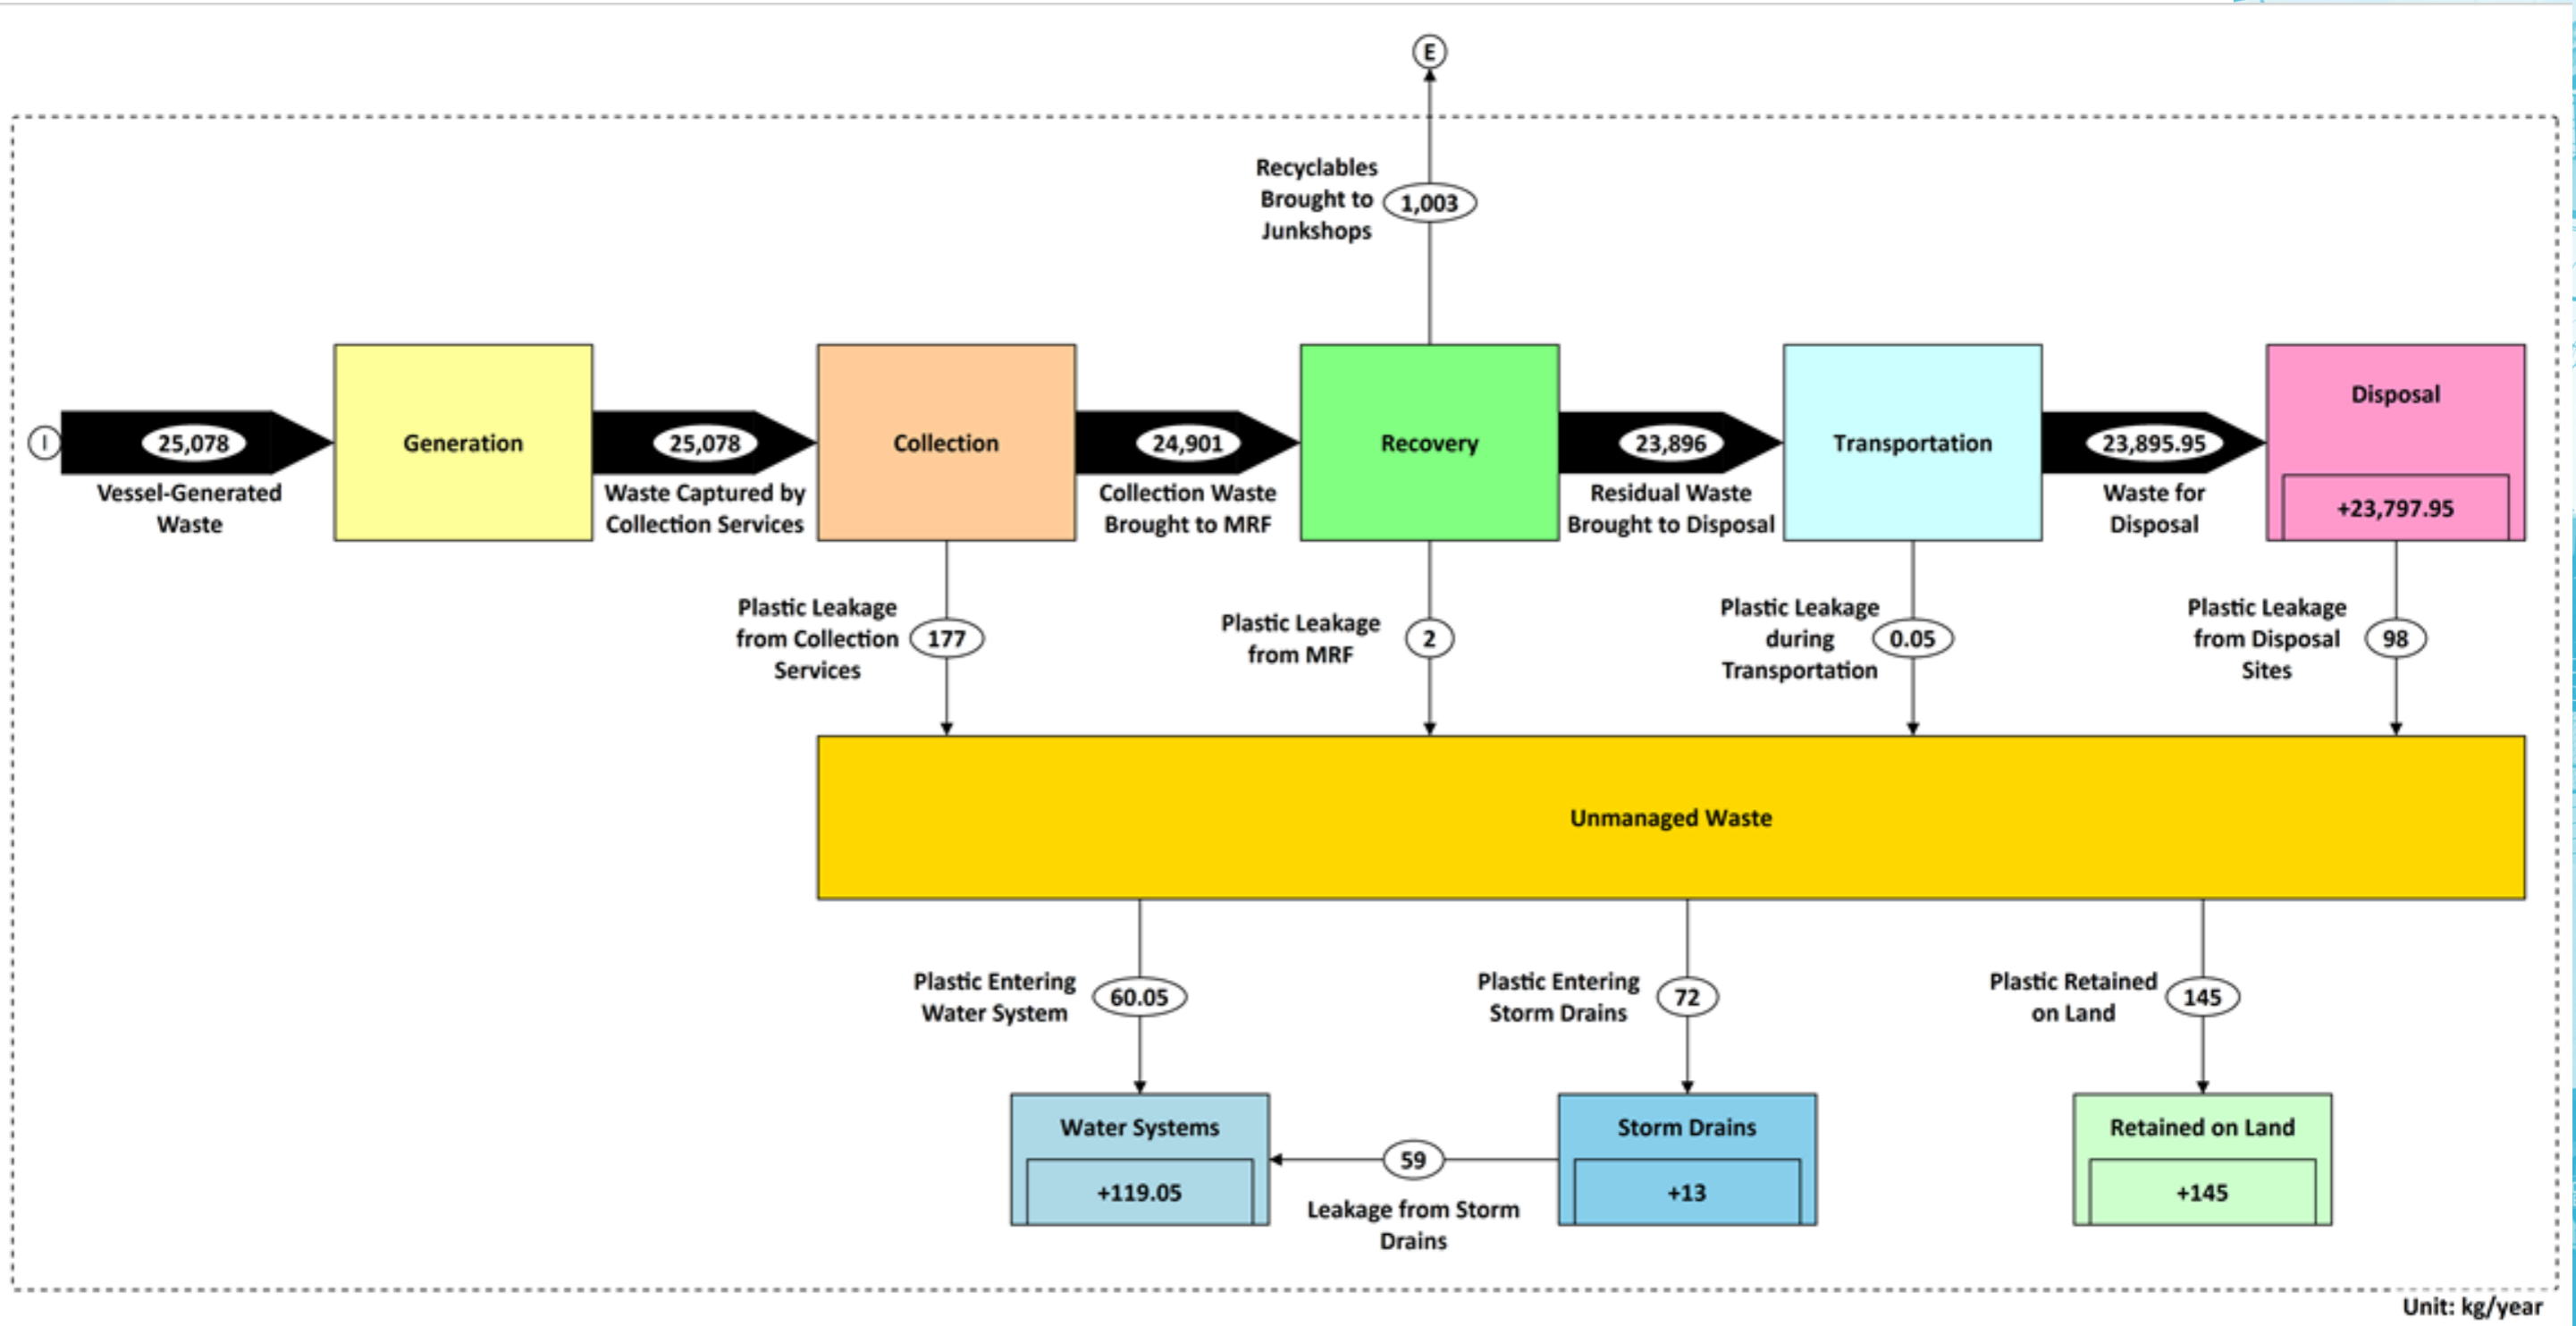 E
Recyclables
Brought to
Junkshops
1,003
I
25,078
Vessel-Generated
Waste
Generation
25,078
Waste Captured by
Collection Services
Collection
24,901
Collection Waste
Brought to MRF
Recovery
23,896
Residual Waste
Brought to Disposal
Transportation
23,895.95
Waste for
Disposal
Disposal
+23,797.95
Plastic Leakage
from Collection
Services
177
Plastic Leakage
from MRF
2
Plastic Leakage
during
Transportation
0.05
Plastic Leakage
from Disposal
Sites
98
Unmanaged Waste
Plastic Entering
Water System
60.05
Plastic Entering
Storm Drains
72
Plastic Retained
on Land
145
Water Systems
+119.05
59
Leakage from Storm
Drains
Storm Drains
+13
Retained on Land
+145
Unit: kg/year